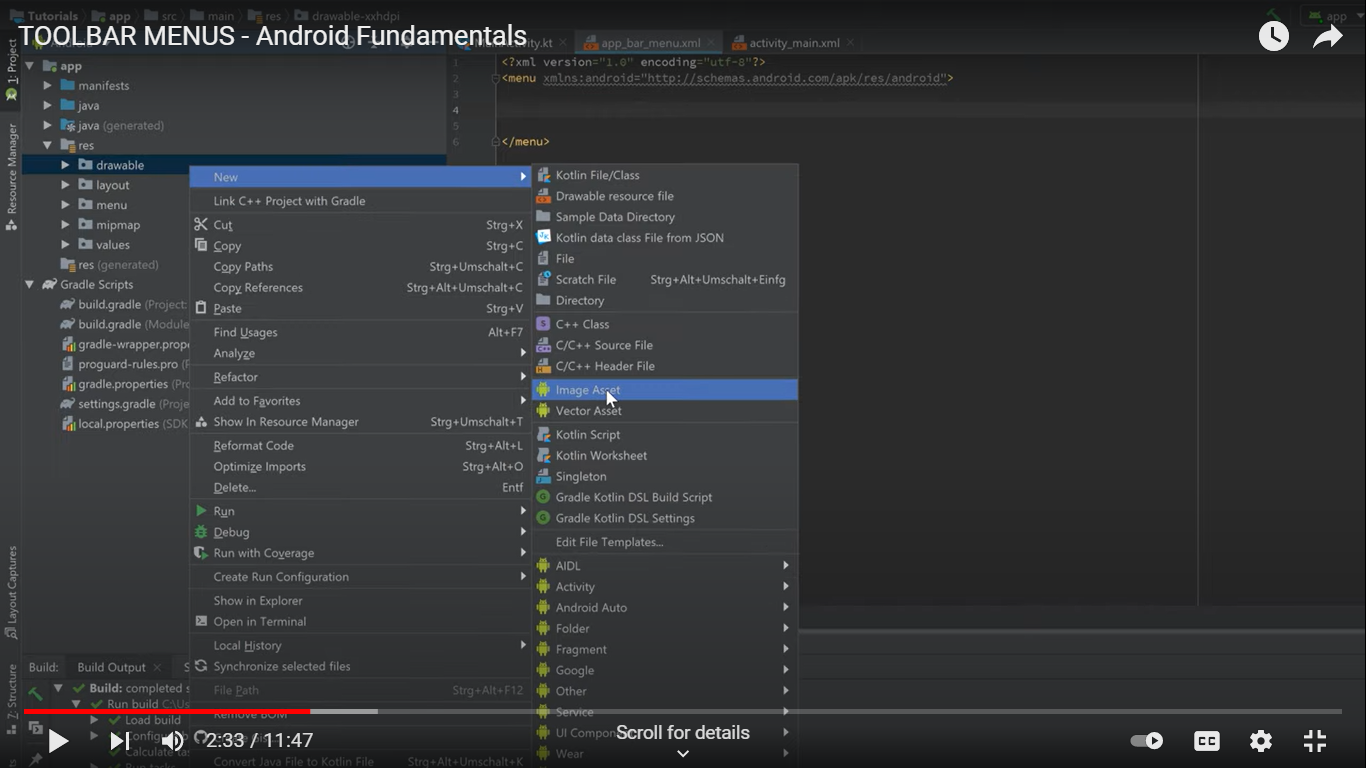 Tutorials app src main res drawable-xxhdpi app
TOOLBAR MENUS - Android Fundamentals
.kt app_bar_menu.xml activity_main.xml
1: Project
Resource Manager
Layout Captures
7: Structure
app
manifests
java
java (generated)
res
drawable
layout
menu
mipmap
values
res (generated)
Gradle Scripts
build.gradle (Project:
build.gradle (Module
gradle-wrapper.prope
proguard-rules.pro (
gradle.properties (Pro
settings.gradle (Proje
local.properties (SDK
1 <?xml version="1.0" encoding="utf-8"?>
2 <menu xmlns:android="http://schemas.android.com/apk/res/android">
3
4
5
6 </menu>
New
Link C++ Project with Gradle
Cut Strg+X
Copy Strg+C
Copy Paths Strg+Umschalt+C
Copy References Strg+Alt+Umschalt+C
Paste Strg+V
Find Usages Alt+F7
Analyze
Refactor
Add to Favorites
Show In Resource Manager Strg+Umschalt+T
Reformat Code Strg+Alt+L
Optimize Imports Strg+Alt+O
Delete... Entf
Run
Debug
Run with Coverage
Create Run Configuration
Show in Explorer
Open in Terminal
Local History
Synchronize selected files
File Path Strg+Alt+F12
Remove BOM
Convert Java File to Kotlin File Strg+Alt+Umschalt+K
Kotlin File/Class
Drawable resource file
Sample Data Directory
Kotlin data class File from JSON
File
Scratch File Strg+Alt+Umschalt+Einfg
Directory
C++ Class
C/C++ Source File
C/C++ Header File
Image Asset
Vector Asset
Kotlin Script
Kotlin Worksheet
Singleton
Gradle Kotlin DSL Build Script
Gradle Kotlin DSL Settings
Edit File Templates...
AIDL
Activity
Android Auto
Folder
Fragment
Google
Other
Service
UI Compon
Wear
Build: Build Output S
Build: completed s
Run build C:\Us
Load build
Configu
Calculate ta
Run tasks
2:33 / 11:47
Scroll for details
CC